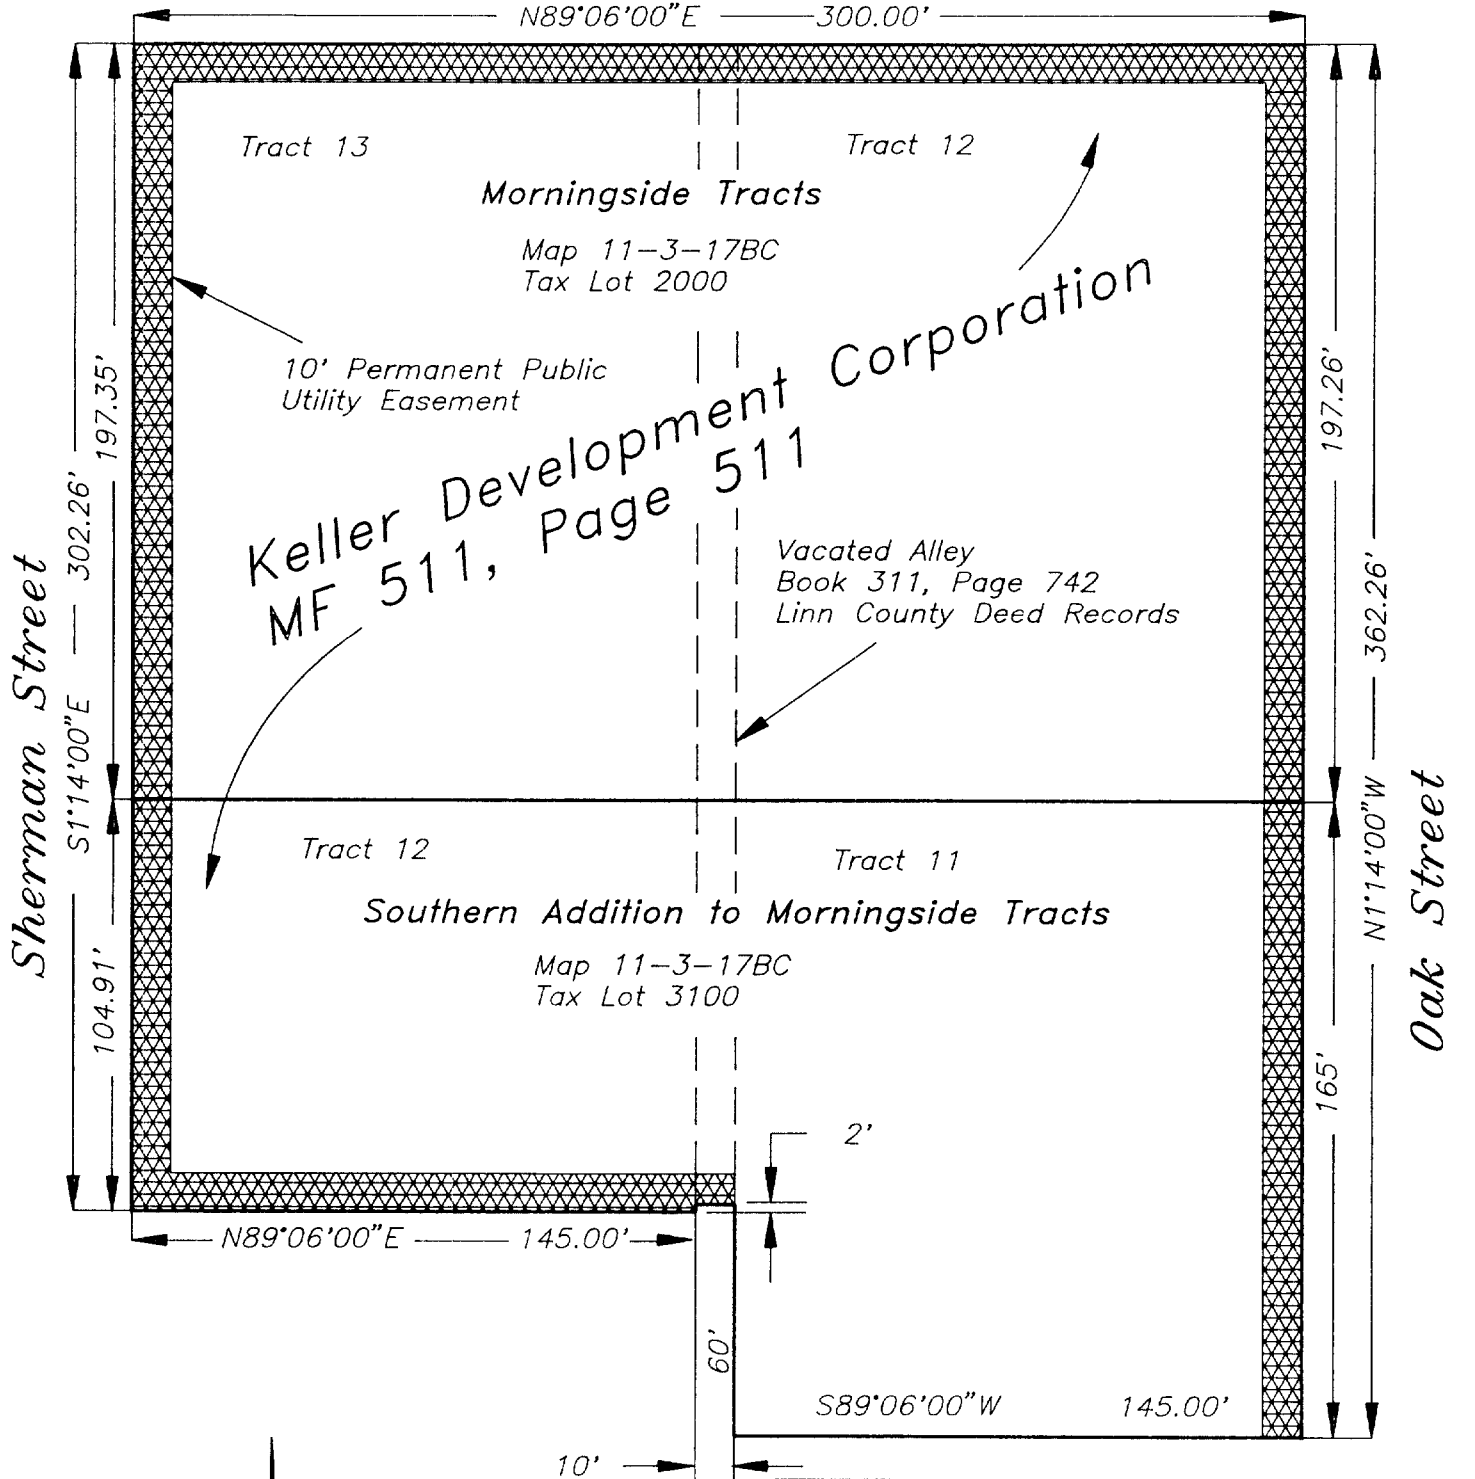 N89°06'00"E 300.00'
Tract 13
Tract 12
Morningside Tracts
Map 11-3-17BC
Tax Lot 2000
10' Permanent Public
Utility Easement
Keller Development Corporation
MF 511, Page 511
Vacated Alley
Book 311, Page 742
Linn County Deed Records
Sherman Street
S1°14'00"E 302.26'
197.35'
104.91'
197.26'
165'
N1°14'00"W 362.26'
Oak Street
Tract 12
Tract 11
Southern Addition to Morningside Tracts
Map 11-3-17BC
Tax Lot 3100
2'
N89°06'00"E 145.00'
60'
S89°06'00"W 145.00'
10'